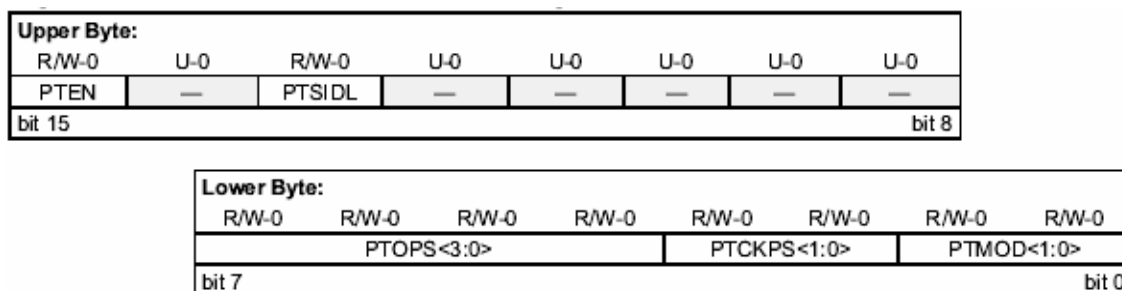 Upper Byte:
R/W-0 U-0 R/W-0 U-0 U-0 U-0 U-0 U-0
PTEN — PTSIDL — — — — —
bit 15 bit 8
Lower Byte:
R/W-0 R/W-0 R/W-0 R/W-0 R/W-0 R/W-0 R/W-0 R/W-0
PTOPS<3:0> PTCKPS<1:0> PTMOD<1:0>
bit 7 bit 0